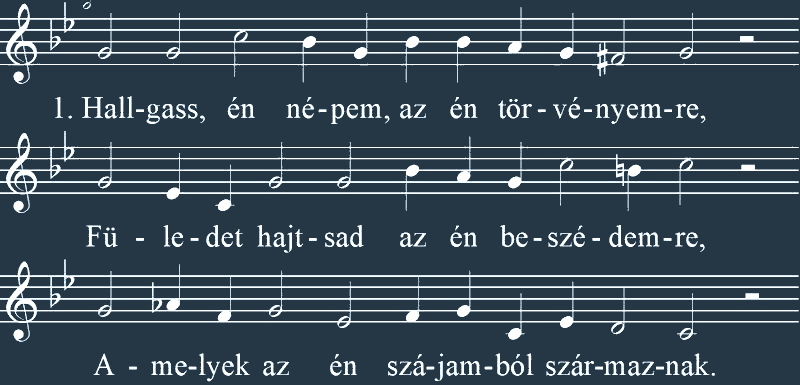 1. Hall-gass, én né-pem, az én tör-vé-nyem-re,
Fü - le-det hajt-sad az én be-szé-dem-re,
A - me-lyek az én szá-jam-ból szár-maz-nak.